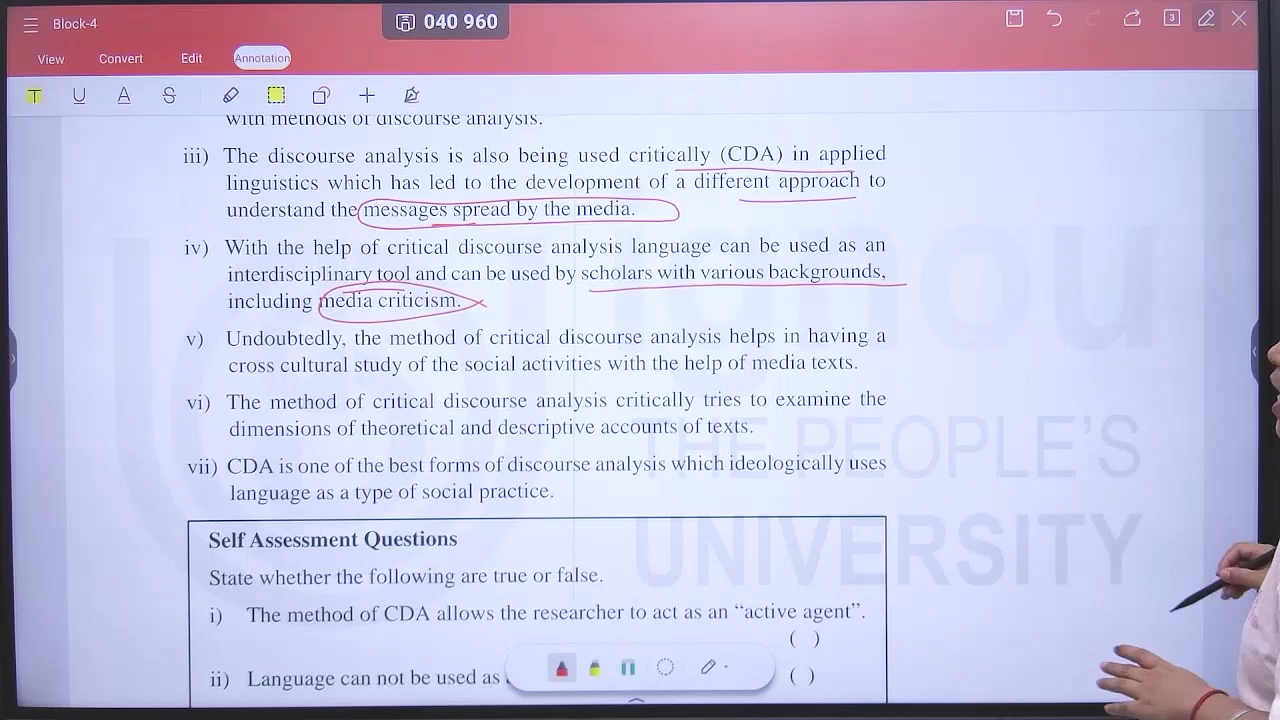 Block-4
040 960
3
View Convert Edit Annotation
T U A S
with methods of discourse analysis.
iii) The discourse analysis is also being used critically (CDA) in applied
linguistics which has led to the development of a different approach to
understand the messages spread by the media.
iv) With the help of critical discourse analysis language can be used as an
interdisciplinary tool and can be used by scholars with various backgrounds,
including media criticism.
v) Undoubtedly, the method of critical discourse analysis helps in having a
cross cultural study of the social activities with the help of media texts.
vi) The method of critical discourse analysis critically tries to examine the
dimensions of theoretical and descriptive accounts of texts.
vii) CDA is one of the best forms of discourse analysis which ideologically uses
language as a type of social practice.
ignou
THE PEOPLE'S
UNIVERSITY
Self Assessment Questions
State whether the following are true or false.
i) The method of CDA allows the researcher to act as an “active agent”.
( )
ii) Language can not be used as
( )